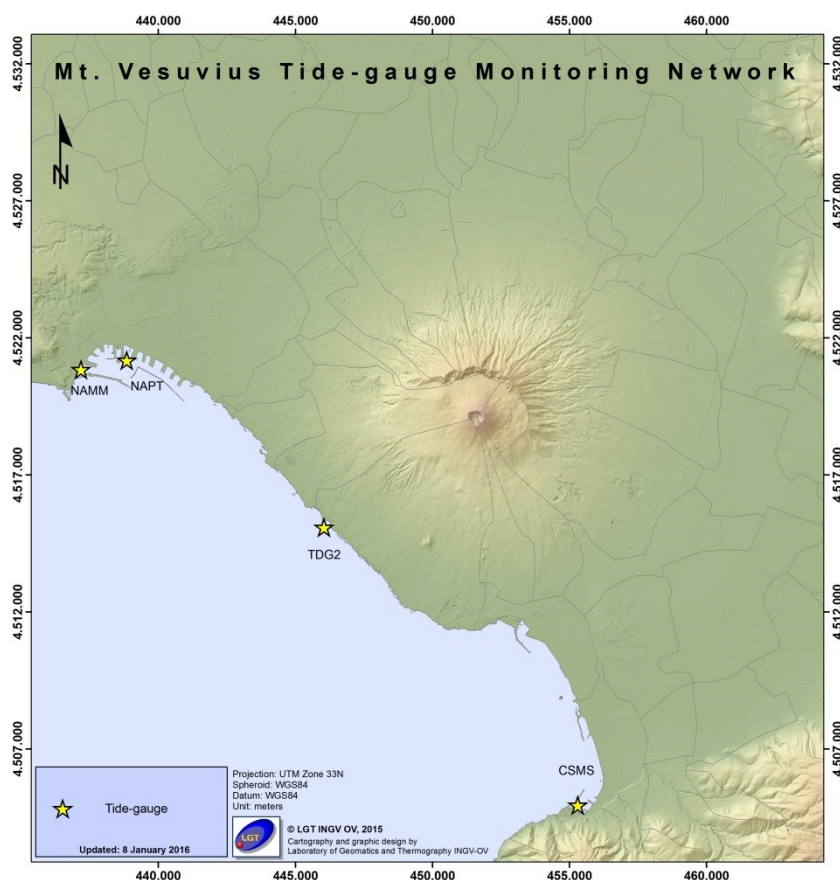 440.000 445.000 450.000 455.000 460.000
Mt. Vesuvius Tide-gauge Monitoring Network
4.532.000 4.532.000
N
4.527.000 4.527.000
4.522.000 4.522.000
NAMM NAPT
4.517.000 4.517.000
TDG2
4.512.000 4.512.000
4.507.000 4.507.000
CSMS
Tide-gauge
Updated: 8 January 2016
Projection: UTM Zone 33N
Spheroid: WGS84
Datum: WGS84
Unit: meters
LGT
© LGT INGV OV, 2015
Cartography and graphic design by
Laboratory of Geomatics and Thermography INGV-OV
440.000 445.000 450.000 455.000 460.000